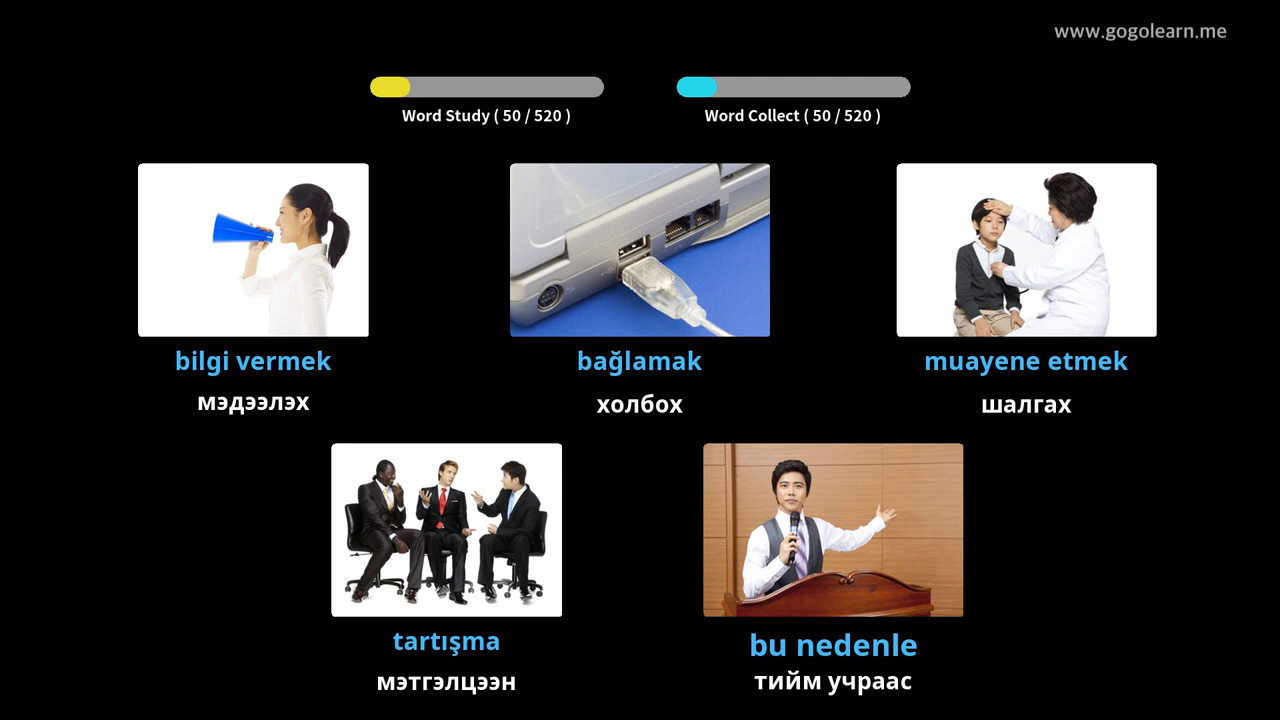 www.gogolearn.me
Word Study ( 50 / 520 )
Word Collect ( 50 / 520 )
bilgi vermek
мэдээлэх
bağlamak
холбох
muayene etmek
шалгах
tartışma
мэтгэлцээн
bu nedenle
тийм учраас